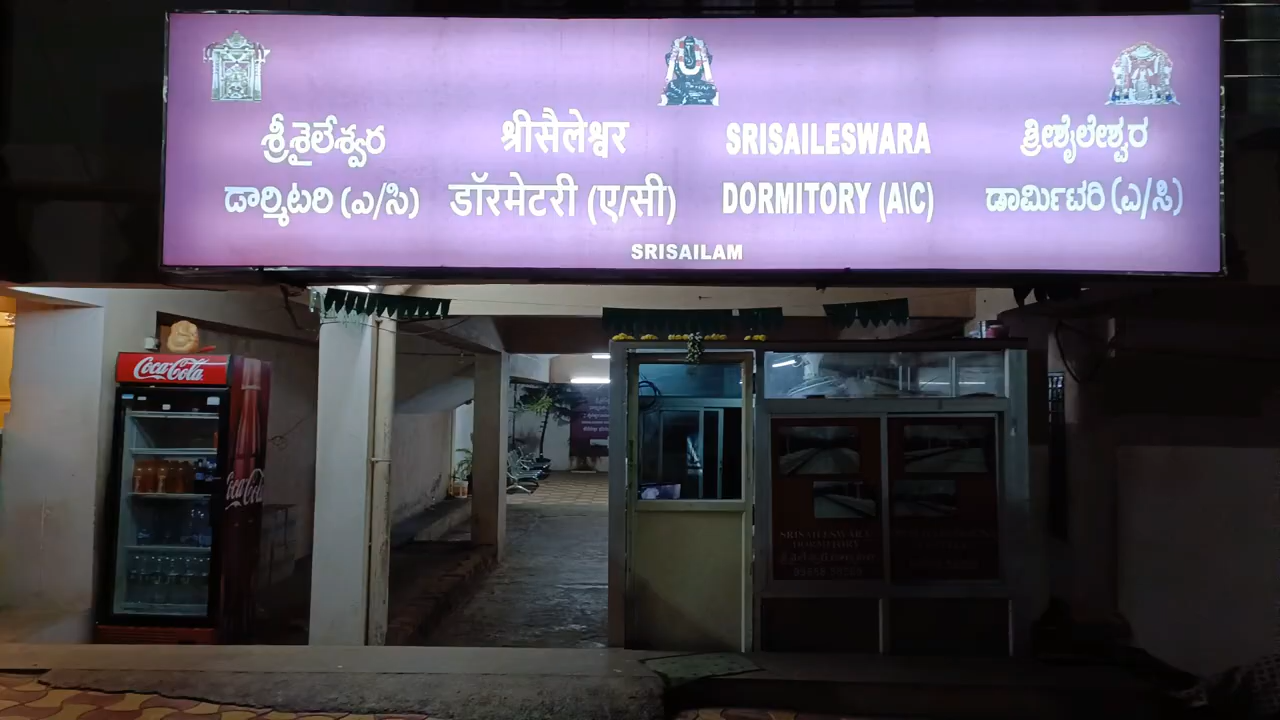 శ్రీశైలేశ్వర
डॉरमेटरी (ए/सी)
श्रीसैलेश्वर
SRISAILESWARA
ಶ್ರೀಶೈಲೇಶ್ವರ
డార్మిటరి (ఎ/సి)
DORMITORY (A\C)
ಡಾರ್ಮಿಟರಿ (ಎ/ಸಿ)
SRISAILAM
Coca-Cola
Coca-Cola
SRISAILESWARA
DORMITORY